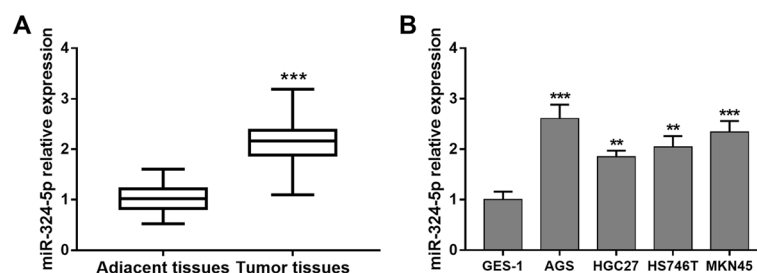 A
miR-324-5p relative expression
4
3
2
1
0
***
Adjacent tissues Tumor tissues
B
miR-324-5p relative expression
4
3
2
1
0
***
**
**
***
GES-1 AGS HGC27 HS746T MKN45